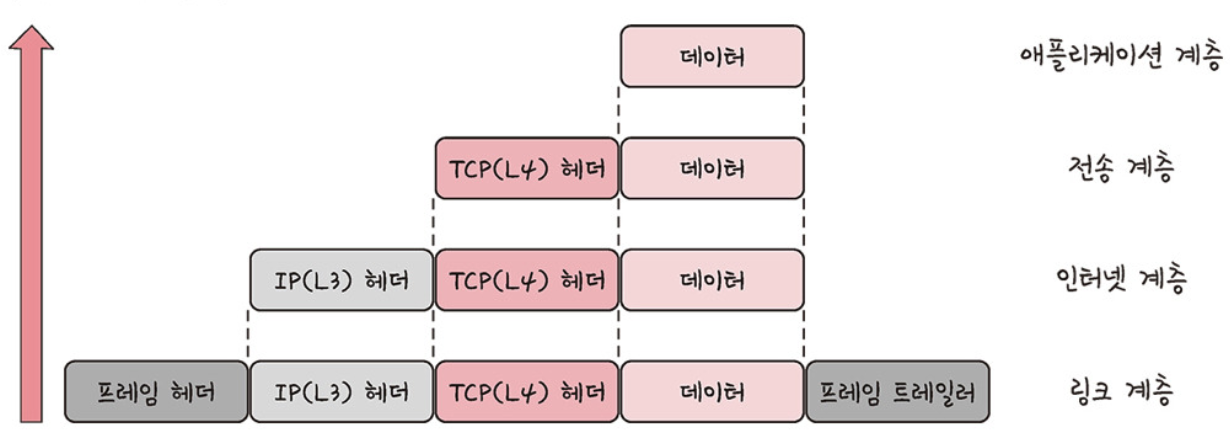 데이터 애플리케이션 계층
TCP(L4) 헤더 데이터 전송 계층
IP(L3) 헤더 TCP(L4) 헤더 데이터 인터넷 계층
프레임 헤더 IP(L3) 헤더 TCP(L4) 헤더 데이터 프레임 트레일러 링크 계층